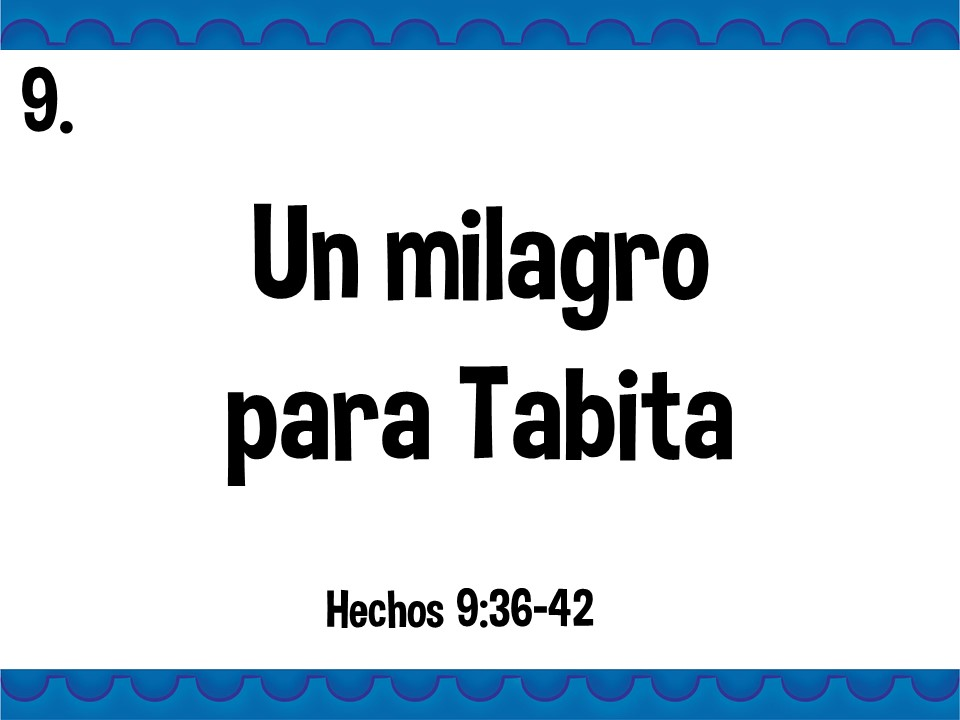 9.
Un milagro
para Tabita
Hechos 9:36-42